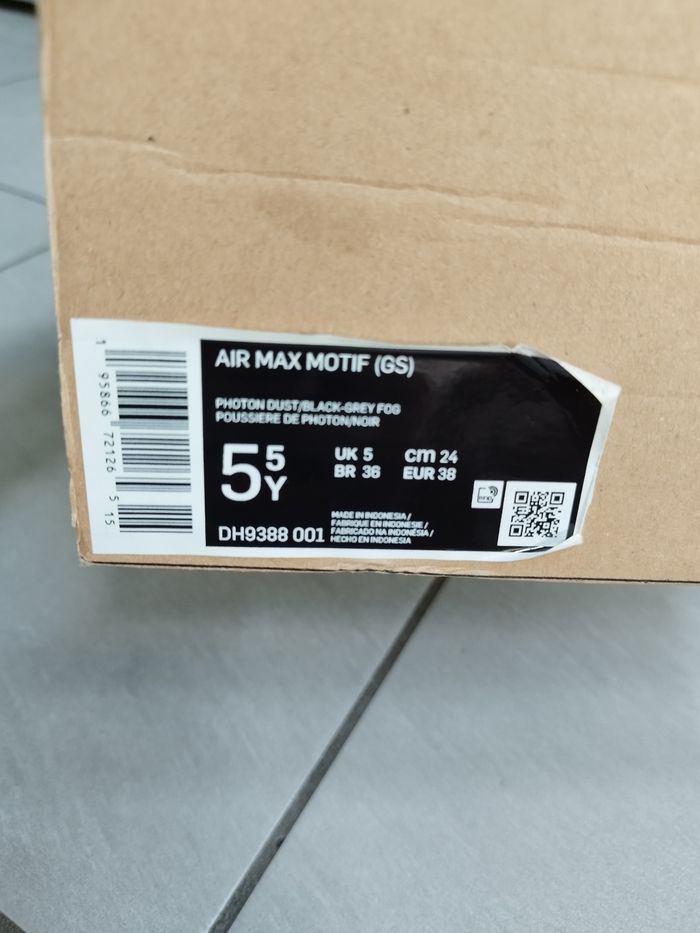 AIR MAX MOTIF (GS)
PHOTON DUST/BLACK-GREY FOG
POUSSIERE DE PHOTON/NOIR
5 5Y
UK 5 cm 24
BR 36 EUR 38
DH9388 001
MADE IN INDONESIA /
FABRIQUE EN INDONESIE /
FABRICADO NA INDONÉSIA /
HECHO EN INDONESIA
1 95866 72126 5 15